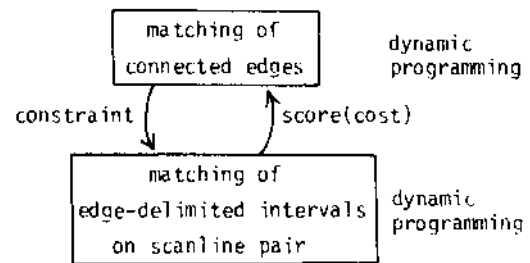 matching of
connected edges
dynamic
programming
constraint
score(cost)
matching of
edge-delimited intervals
on scanline pair
dynamic
programming